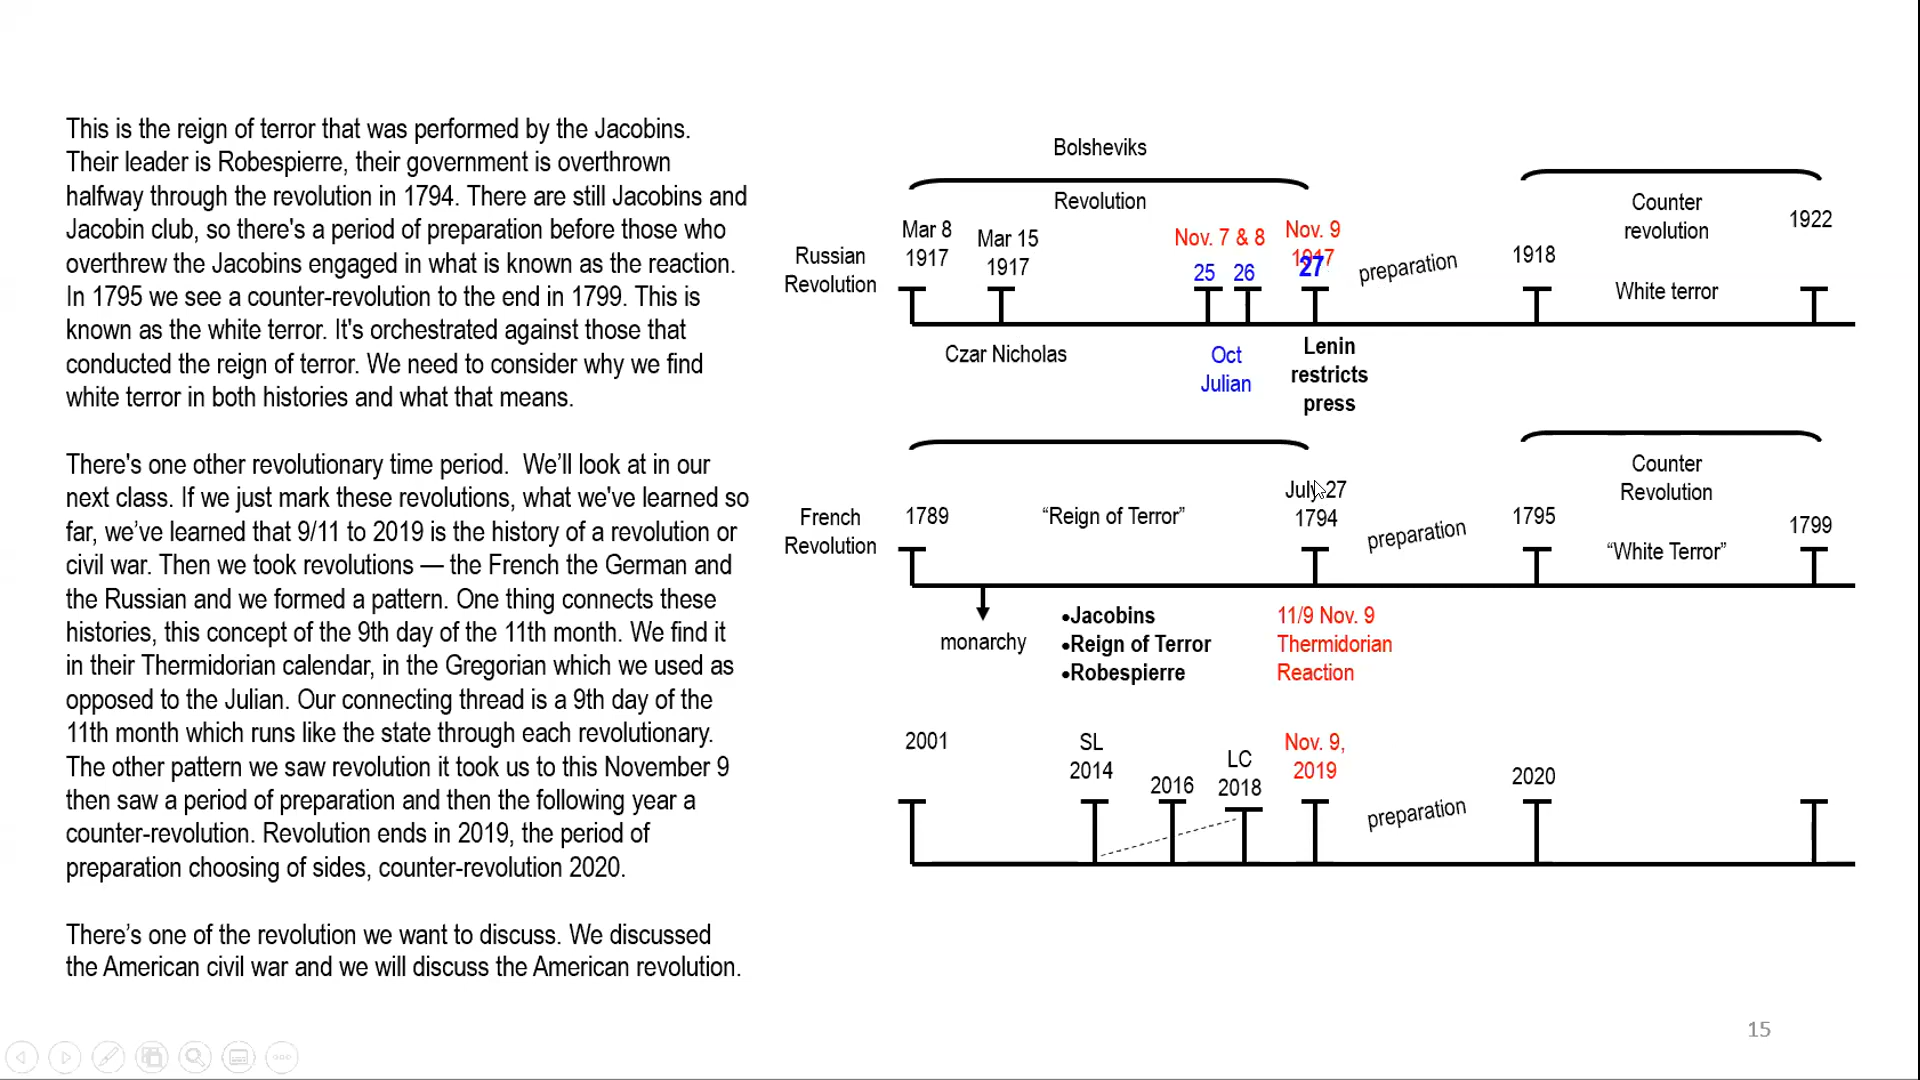 This is the reign of terror that was performed by the Jacobins.
Their leader is Robespierre, their government is overthrown
halfway through the revolution in 1794. There are still Jacobins and
Jacobin club, so there's a period of preparation before those who
overthrew the Jacobins engaged in what is known as the reaction.
In 1795 we see a counter-revolution to the end in 1799. This is
known as the white terror. It's orchestrated against those that
conducted the reign of terror. We need to consider why we find
white terror in both histories and what that means.
There's one other revolutionary time period.  We'll look at in our
next class. If we just mark these revolutions, what we've learned so
far, we've learned that 9/11 to 2019 is the history of a revolution or
civil war. Then we took revolutions — the French the German and
the Russian and we formed a pattern. One thing connects these
histories, this concept of the 9th day of the 11th month. We find it
in their Thermidorian calendar, in the Gregorian which we used as
opposed to the Julian. Our connecting thread is a 9th day of the
11th month which runs like the state through each revolutionary.
The other pattern we saw revolution it took us to this November 9
then saw a period of preparation and then the following year a
counter-revolution. Revolution ends in 2019, the period of
preparation choosing of sides, counter-revolution 2020.
There's one of the revolution we want to discuss. We discussed
the American civil war and we will discuss the American revolution.
Bolsheviks
Revolution
Russian
Revolution
Mar 8
1917
Mar 15
1917
Nov. 7 & 8
25 26
Nov. 9
1917
27
preparation
1918
Counter
revolution
White terror
1922
Czar Nicholas
Oct
Julian
Lenin
restricts
press
French
Revolution
1789
"Reign of Terror"
July 27
1794
preparation
1795
Counter
Revolution
"White Terror"
1799
monarchy
•Jacobins
•Reign of Terror
•Robespierre
11/9 Nov. 9
Thermidorian
Reaction
2001
SL
2014
2016
LC
2018
Nov. 9,
2019
preparation
2020
15